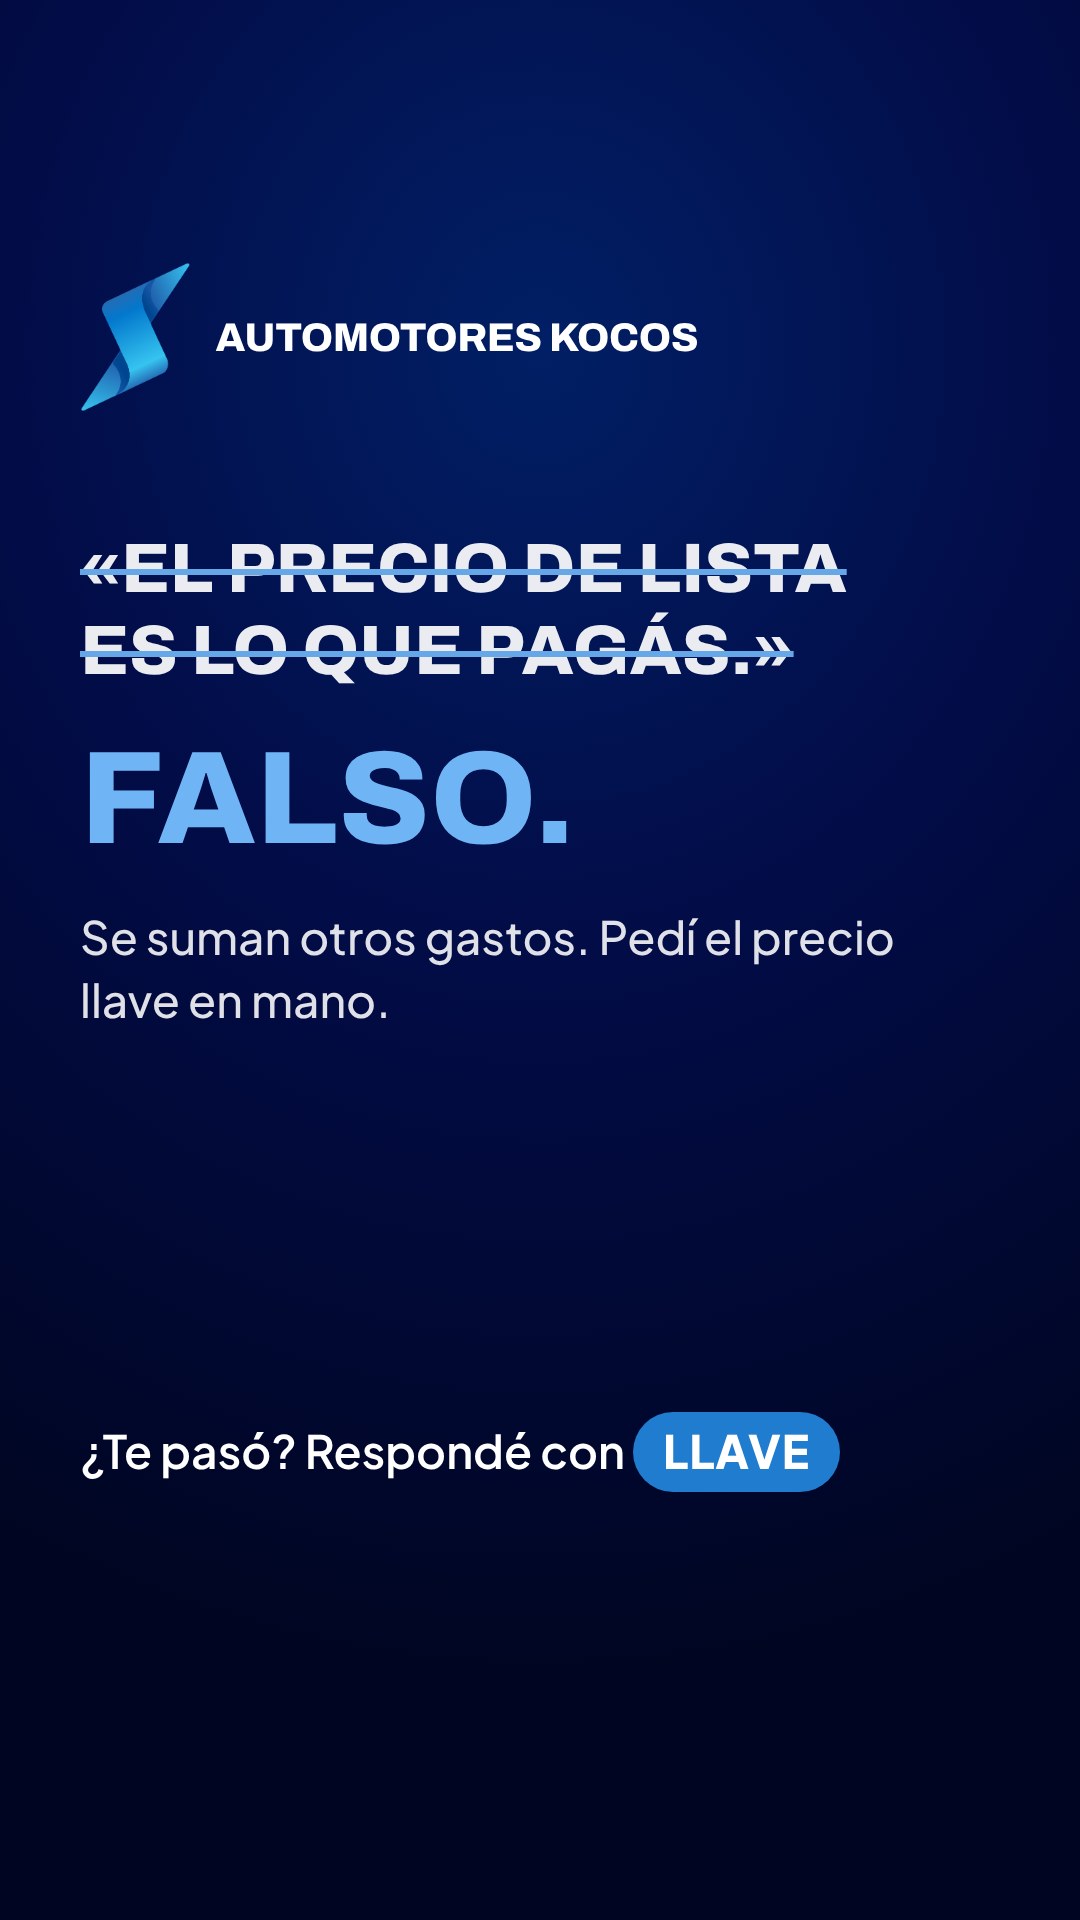 AUTOMOTORES KOCOS
«EL PRECIO DE LISTA
ES LO QUE PAGÁS.»
FALSO.
Se suman otros gastos. Pedí el precio
llave en mano.
¿Te pasó? Respondé con LLAVE